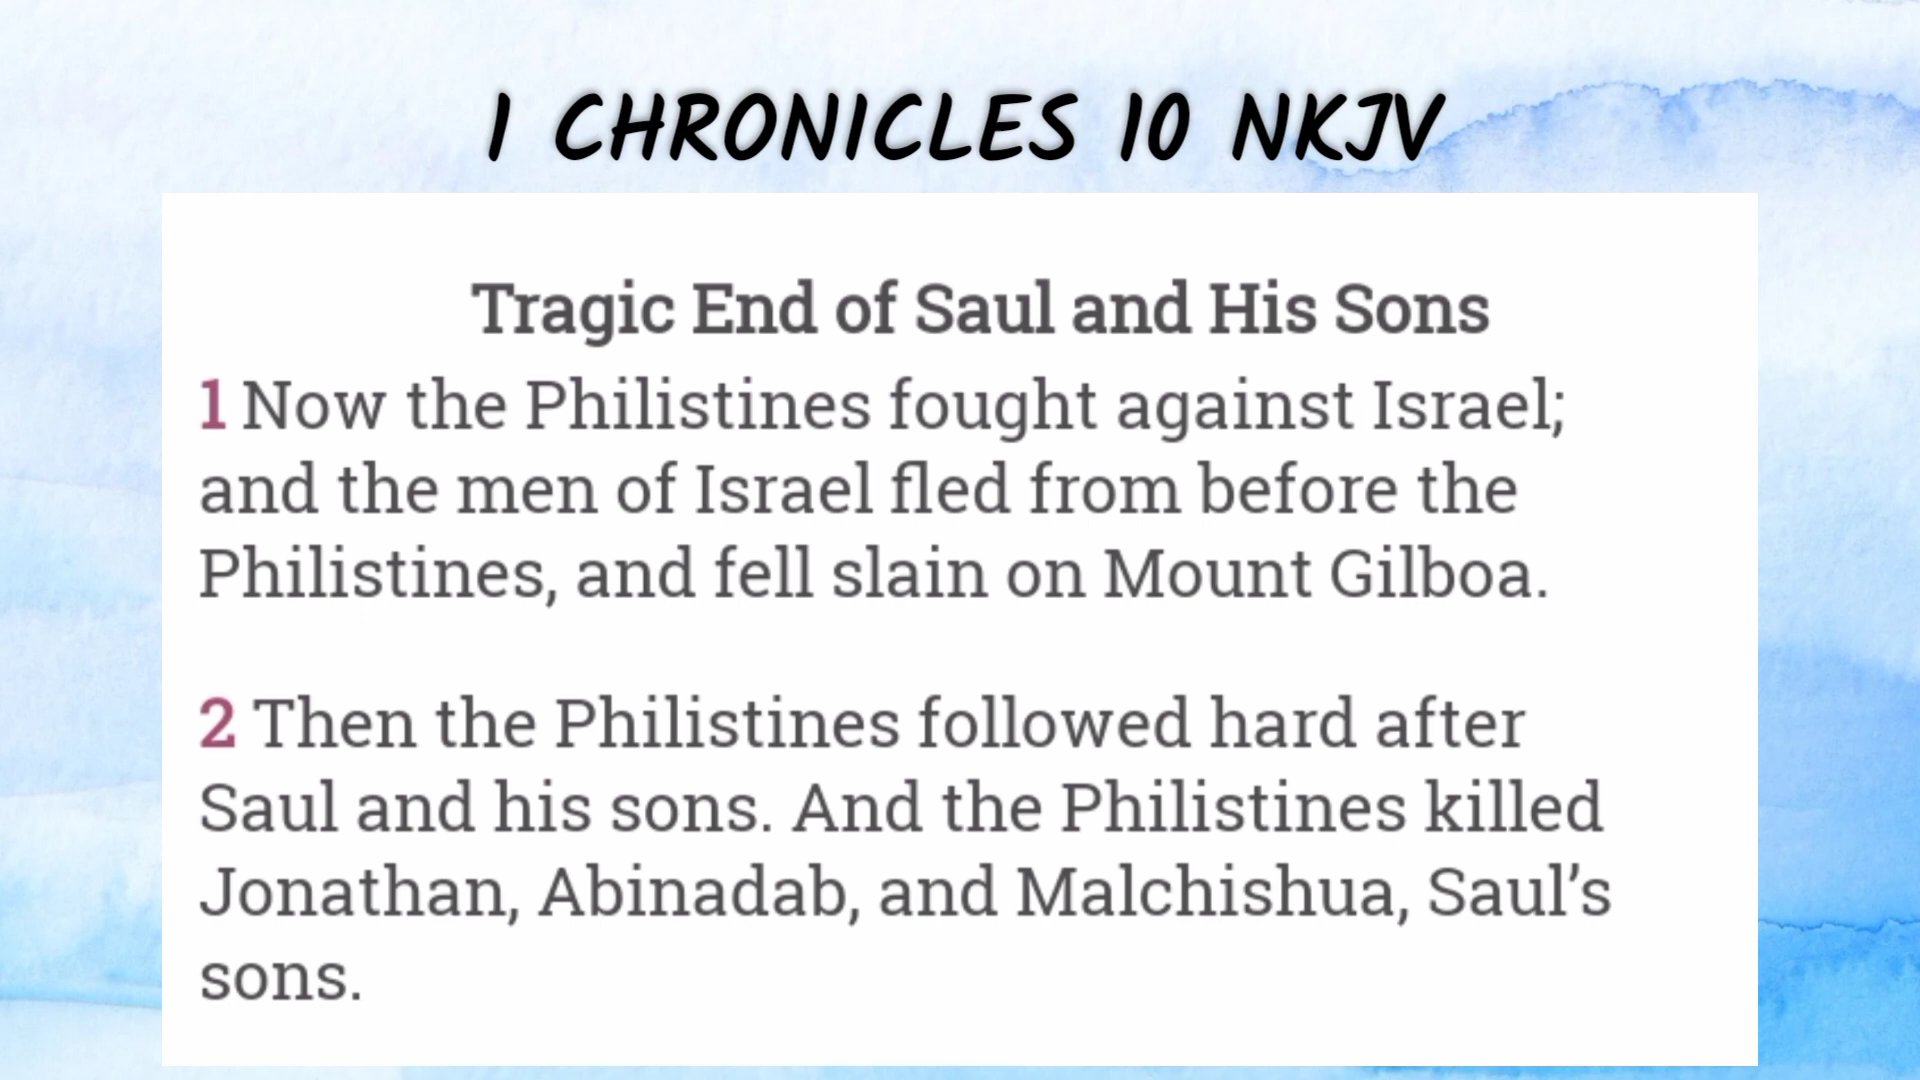 1 CHRONICLES 10 NKJV
Tragic End of Saul and His Sons
1 Now the Philistines fought against Israel;
and the men of Israel fled from before the
Philistines, and fell slain on Mount Gilboa.
2 Then the Philistines followed hard after
Saul and his sons. And the Philistines killed
Jonathan, Abinadab, and Malchishua, Saul’s
sons.